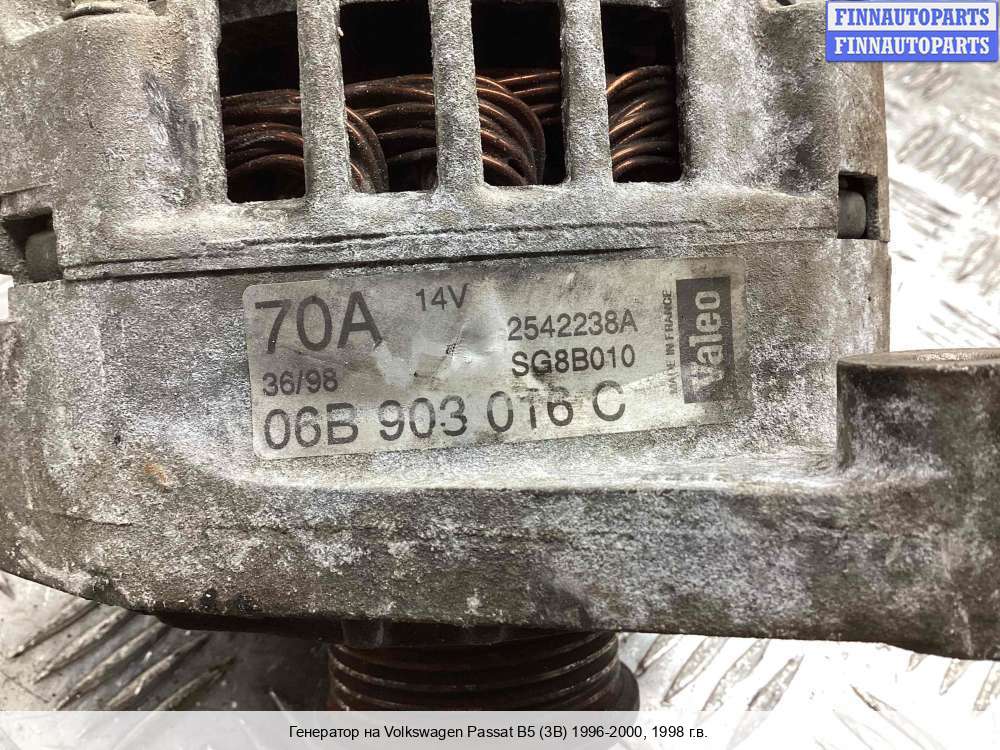 FINNAUTOPARTS
FINNAUTOPARTS
70A 14V
2542238A
36/98 SG8B010
06B 903 016 C
MADE IN FRANCE
Valeo
Генератор на Volkswagen Passat B5 (3B) 1996-2000, 1998 г.в.